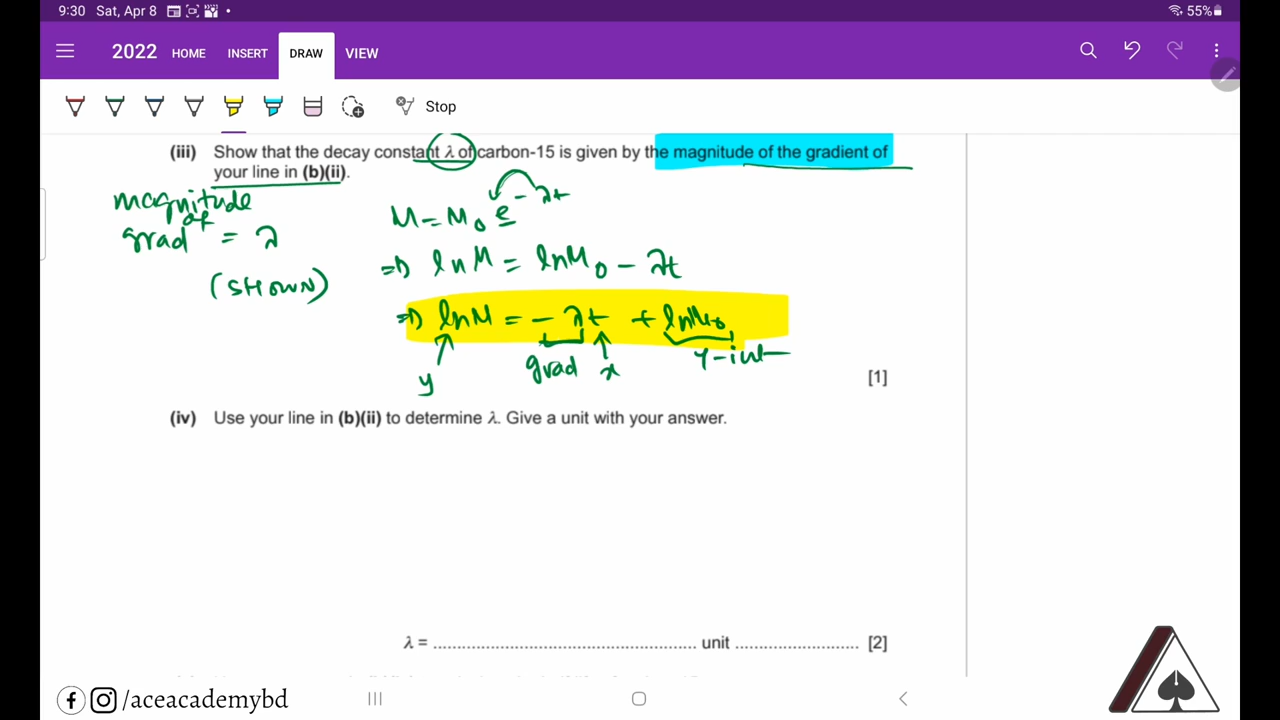 9:30 Sat, Apr 8 55%
2022 HOME INSERT DRAW VIEW
Stop
(iii) Show that the decay constant λ of carbon-15 is given by the magnitude of the gradient of
your line in (b)(ii).
magnitude
of
grad = λ
(SHOWN)
M = M₀ e^(-λt)
=> ln M = ln M₀ - λt
=> ln M = - λt + ln M₀
y grad x y-int
[1]
(iv) Use your line in (b)(ii) to determine λ. Give a unit with your answer.
λ = ................................................................ unit ............................ [2]
/aceacademybd